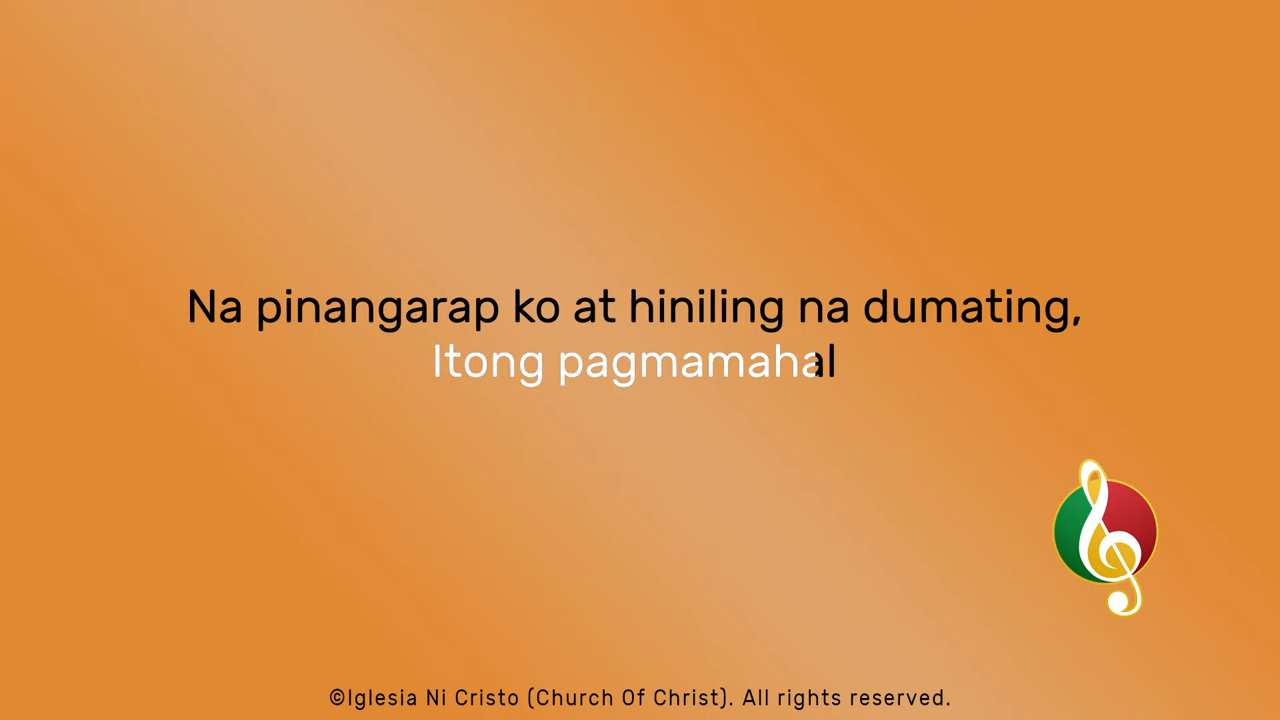 Na pinangarap ko at hiniling na dumating,
Itong pagmamahal
©Iglesia Ni Cristo (Church Of Christ). All rights reserved.